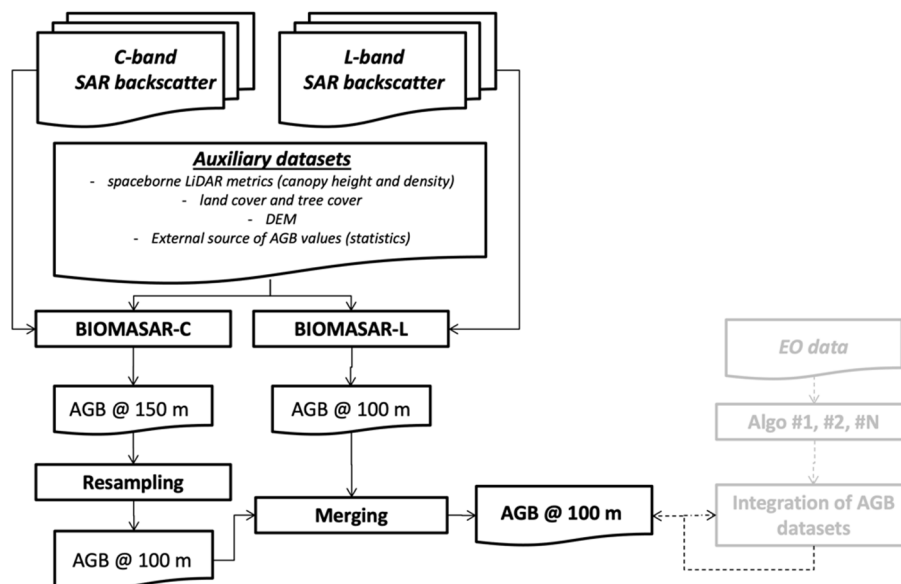 C-band
SAR backscatter
L-band
SAR backscatter
Auxiliary datasets
- spaceborne LiDAR metrics (canopy height and density)
- land cover and tree cover
- DEM
- External source of AGB values (statistics)
BIOMASAR-C
BIOMASAR-L
EO data
AGB @ 150 m
AGB @ 100 m
Algo #1, #2, #N
Resampling
Merging
AGB @ 100 m
Integration of AGB
datasets
AGB @ 100 m